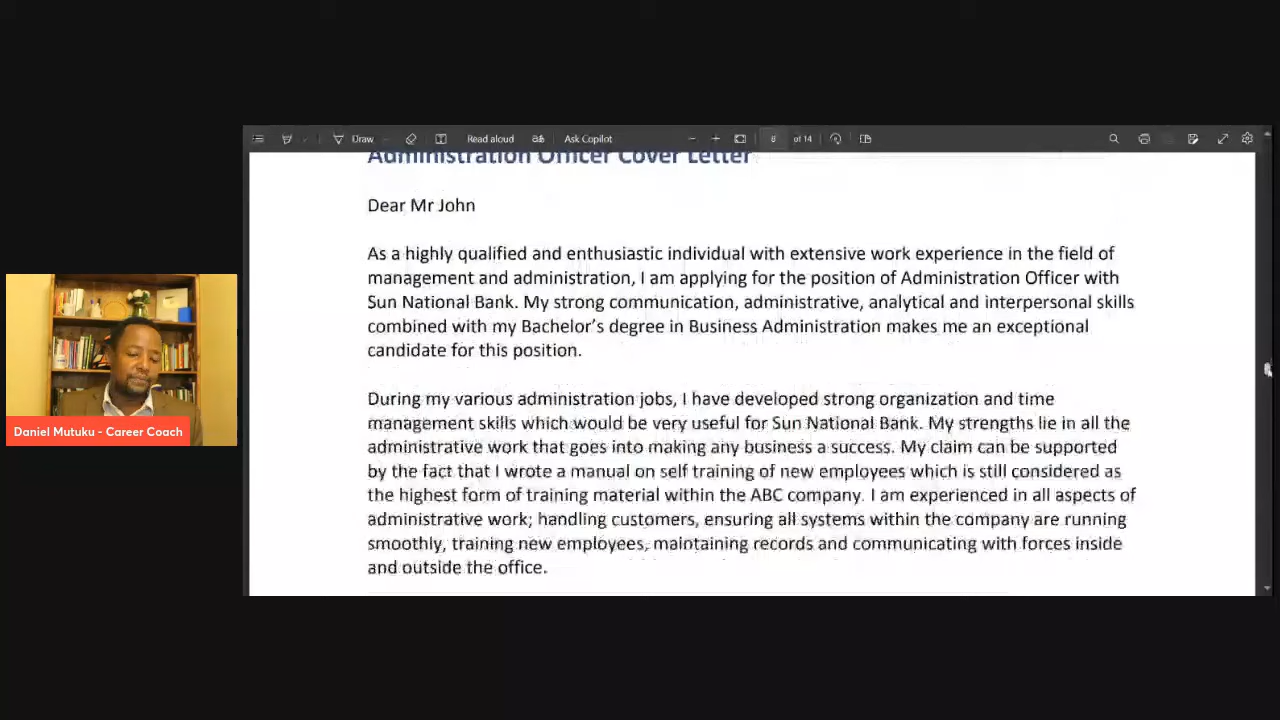 Draw
Read aloud
Ask Copilot
8 of 14
Administration Officer Cover Letter
Dear Mr John
As a highly qualified and enthusiastic individual with extensive work experience in the field of
management and administration, I am applying for the position of Administration Officer with
Sun National Bank. My strong communication, administrative, analytical and interpersonal skills
combined with my Bachelor's degree in Business Administration makes me an exceptional
candidate for this position.
During my various administration jobs, I have developed strong organization and time
management skills which would be very useful for Sun National Bank. My strengths lie in all the
administrative work that goes into making any business a success. My claim can be supported
by the fact that I wrote a manual on self training of new employees which is still considered as
the highest form of training material within the ABC company. I am experienced in all aspects of
administrative work; handling customers, ensuring all systems within the company are running
smoothly, training new employees, maintaining records and communicating with forces inside
and outside the office.
Daniel Mutuku - Career Coach